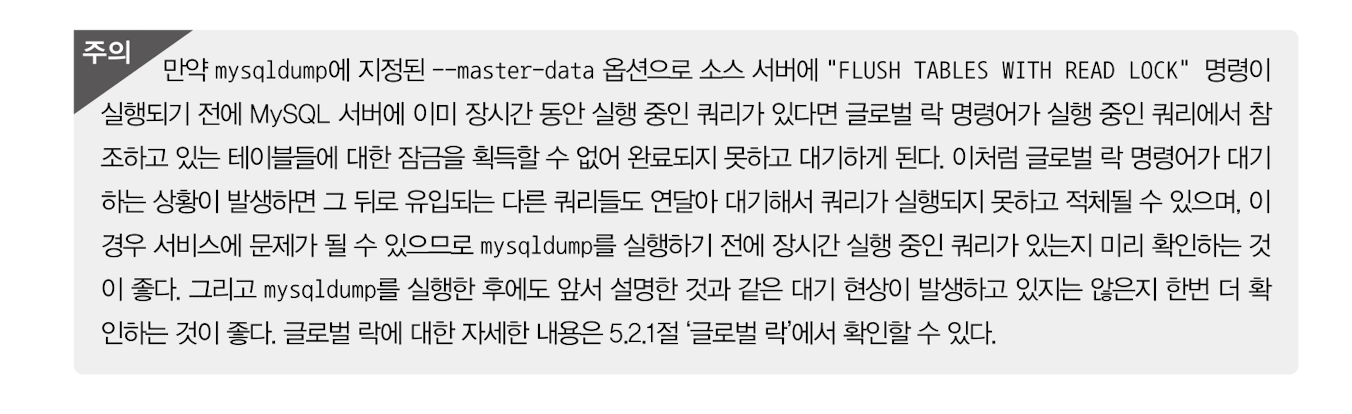 주의
만약 mysqldump에 지정된 --master-data 옵션으로 소스 서버에 "FLUSH TABLES WITH READ LOCK" 명령이
실행되기 전에 MySQL 서버에 이미 장시간 동안 실행 중인 쿼리가 있다면 글로벌 락 명령어가 실행 중인 쿼리에서 참
조하고 있는 테이블들에 대한 잠금을 획득할 수 없어 완료되지 못하고 대기하게 된다. 이처럼 글로벌 락 명령어가 대기
하는 상황이 발생하면 그 뒤로 유입되는 다른 쿼리들도 연달아 대기해서 쿼리가 실행되지 못하고 적체될 수 있으며, 이
경우 서비스에 문제가 될 수 있으므로 mysqldump를 실행하기 전에 장시간 실행 중인 쿼리가 있는지 미리 확인하는 것
이 좋다. 그리고 mysqldump를 실행한 후에도 앞서 설명한 것과 같은 대기 현상이 발생하고 있지는 않은지 한번 더 확
인하는 것이 좋다. 글로벌 락에 대한 자세한 내용은 5.2.1절 ‘글로벌 락’에서 확인할 수 있다.